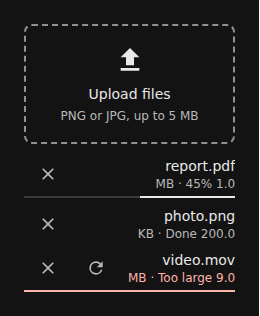 Upload files
PNG or JPG, up to 5 MB
report.pdf
MB · 45% 1.0
photo.png
KB · Done 200.0
video.mov
MB · Too large 9.0